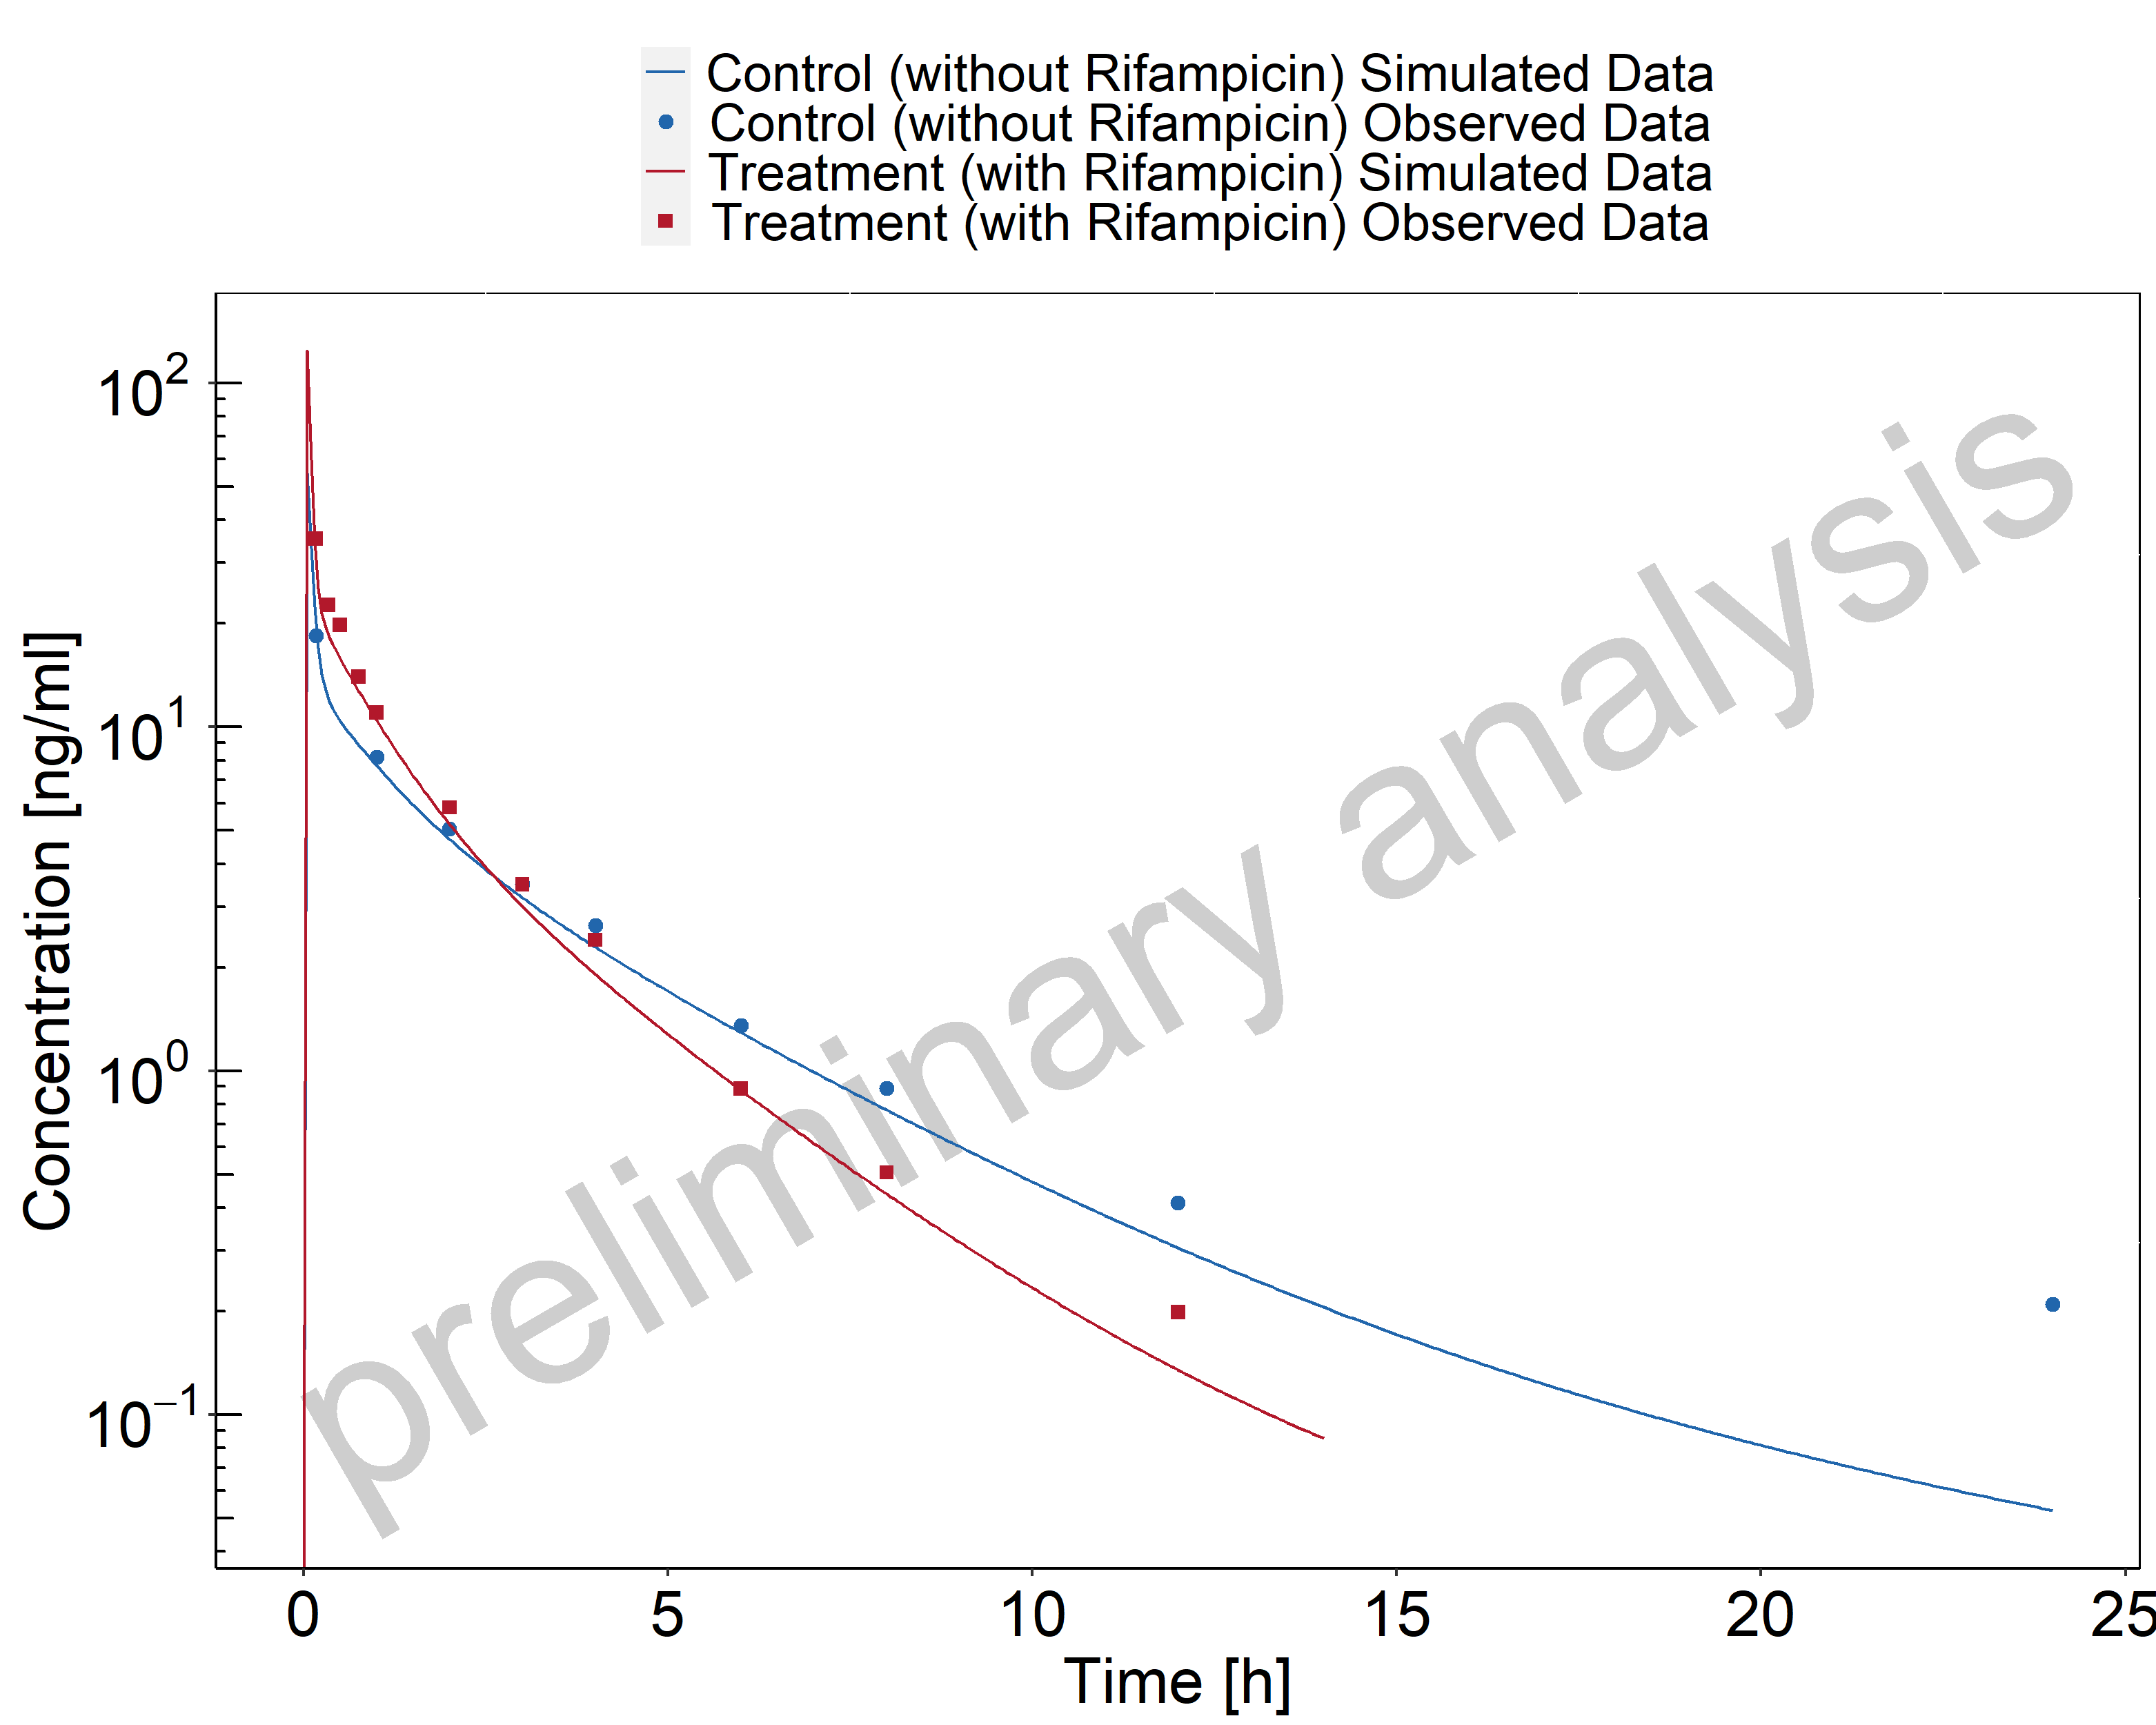 Control (without Rifampicin) Simulated Data
Control (without Rifampicin) Observed Data
Treatment (with Rifampicin) Simulated Data
Treatment (with Rifampicin) Observed Data
10²
10¹
10⁰
10⁻¹
Concentration [ng/ml]
preliminary analysis
0 5 10 15 20 25
Time [h]